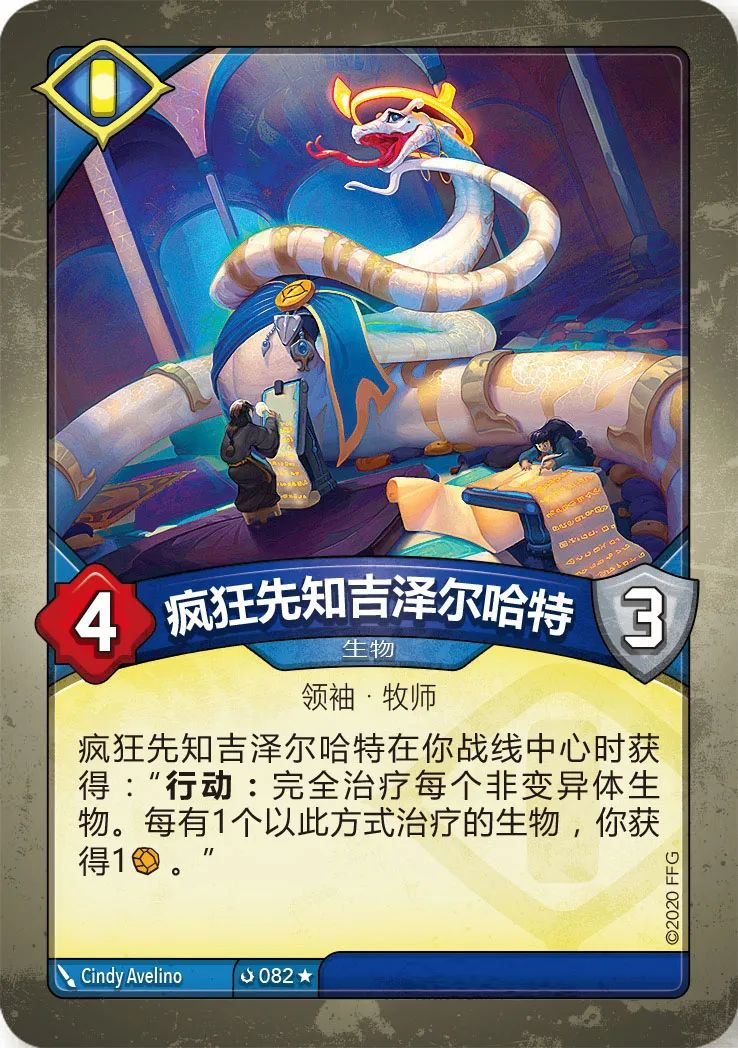 4
疯狂先知吉泽尔哈特
3
生物
领袖 · 牧师
疯狂先知吉泽尔哈特在你战线中心时获
得：“行动：完全治疗每个非变异体生
物。每有1个以此方式治疗的生物，你获
得1 。”
©2020 FFG
Cindy Avelino
082